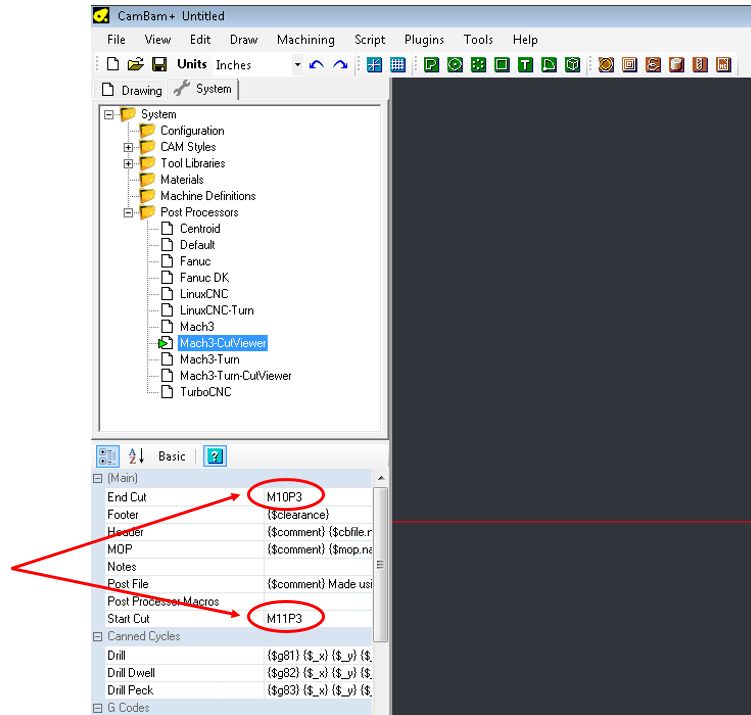 CamBam+ Untitled
File View Edit Draw Machining Script Plugins Tools Help
Units Inches
Drawing System
System
Configuration
CAM Styles
Tool Libraries
Materials
Machine Definitions
Post Processors
Centroid
Default
Fanuc
Fanuc DK
LinuxCNC
LinuxCNC-Turn
Mach3
Mach3-CutViewer
Mach3-Turn
Mach3-Turn-CutViewer
TurboCNC
A Z Basic ?
(Main)
End Cut M10P3
Footer {$clearance}
Header {$comment} {$cbfile.r
MOP {$comment} {$mop.na
Notes
Post File {$comment} Made usi
Post Processor Macros
Start Cut M11P3
Canned Cycles
Drill {$g81} {$_x} {$_y} {$_
Drill Dwell {$g82} {$_x} {$_y} {$_
Drill Peck {$g83} {$_x} {$_y} {$_
G Codes